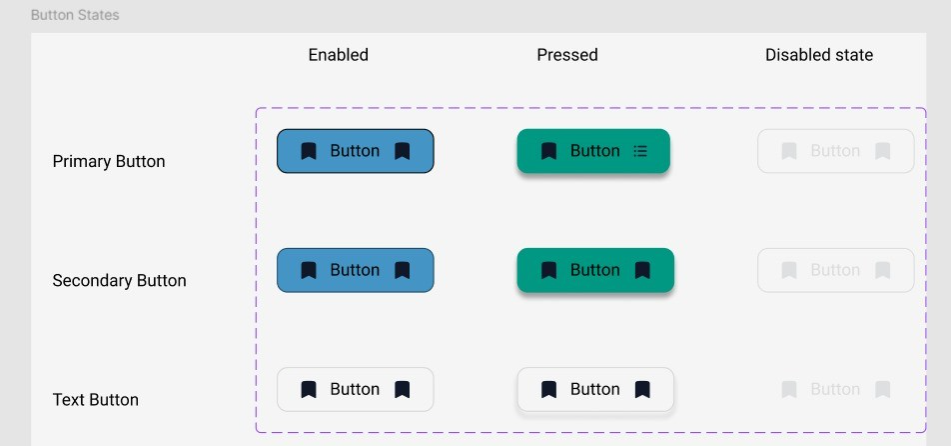 Button States
Enabled Pressed Disabled state
Primary Button Button Button Button
Secondary Button Button Button Button
Text Button Button Button Button